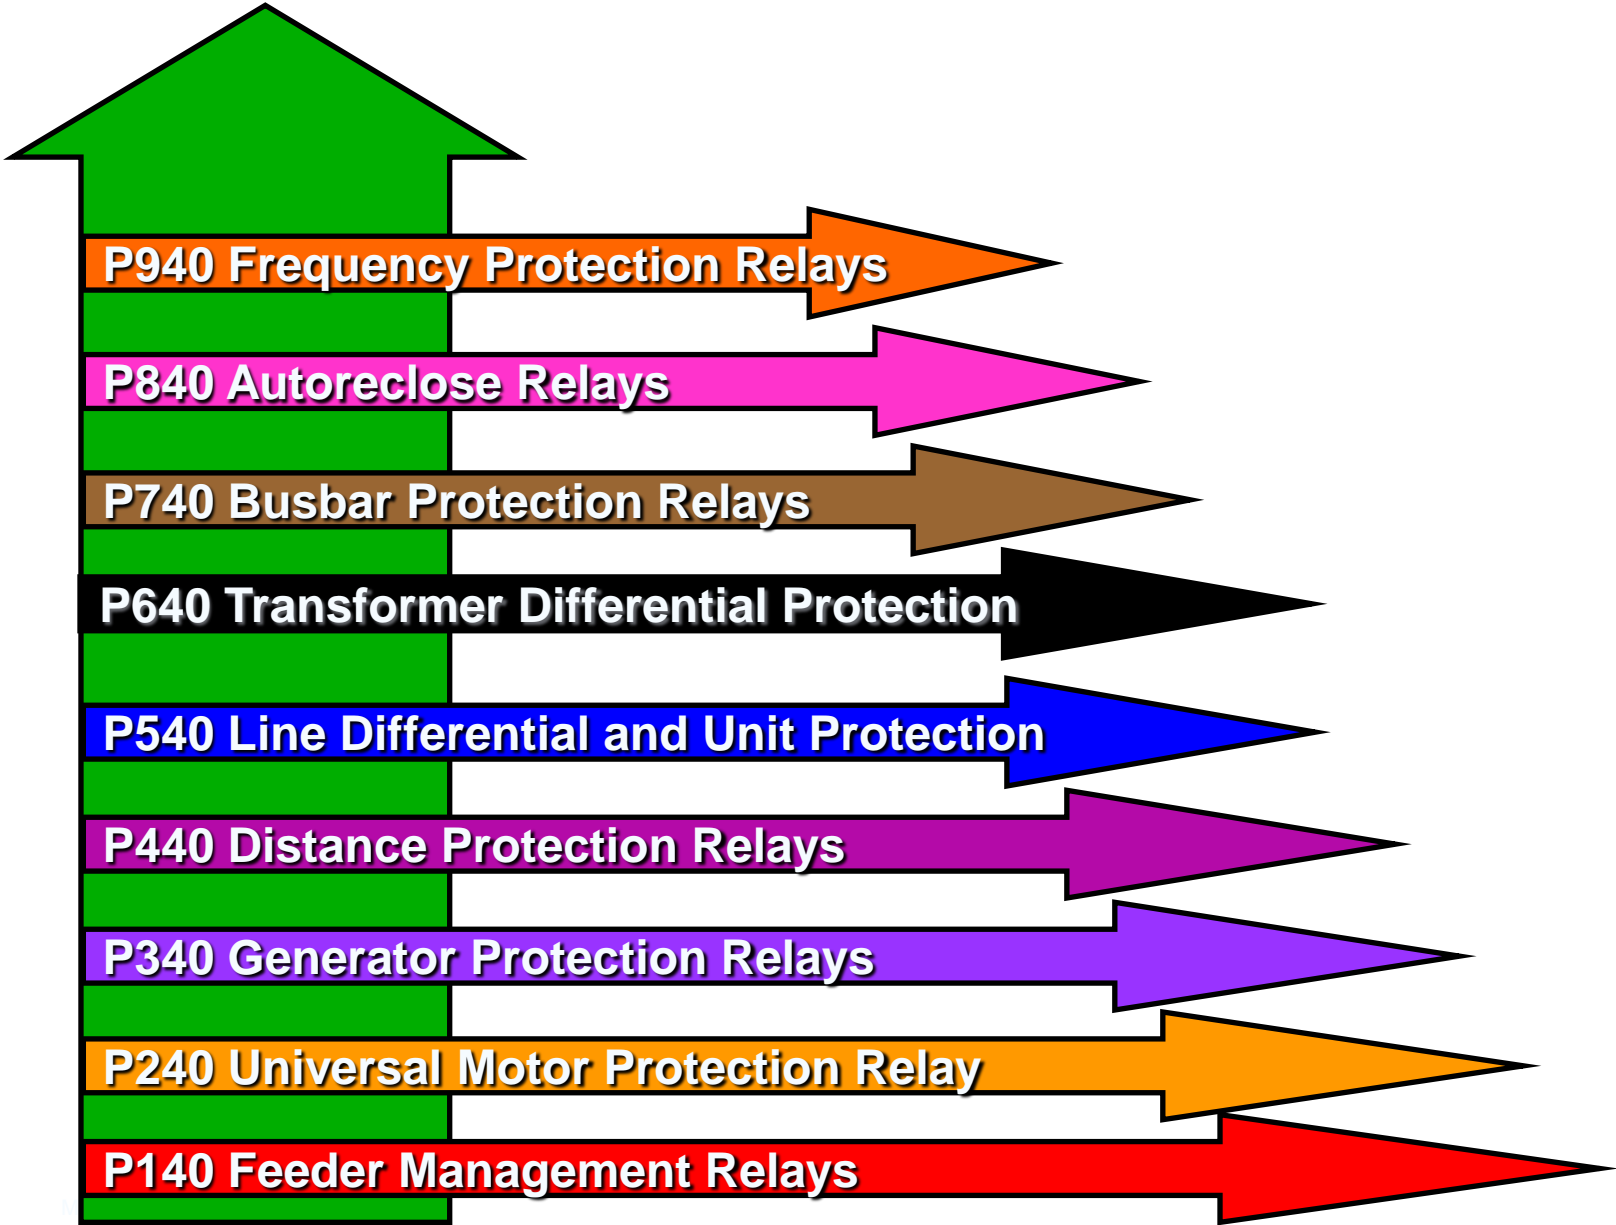 P940 Frequency Protection Relays
P840 Autoreclose Relays
P740 Busbar Protection Relays
P640 Transformer Differential Protection
P540 Line Differential and Unit Protection
P440 Distance Protection Relays
P340 Generator Protection Relays
P240 Universal Motor Protection Relay
P140 Feeder Management Relays